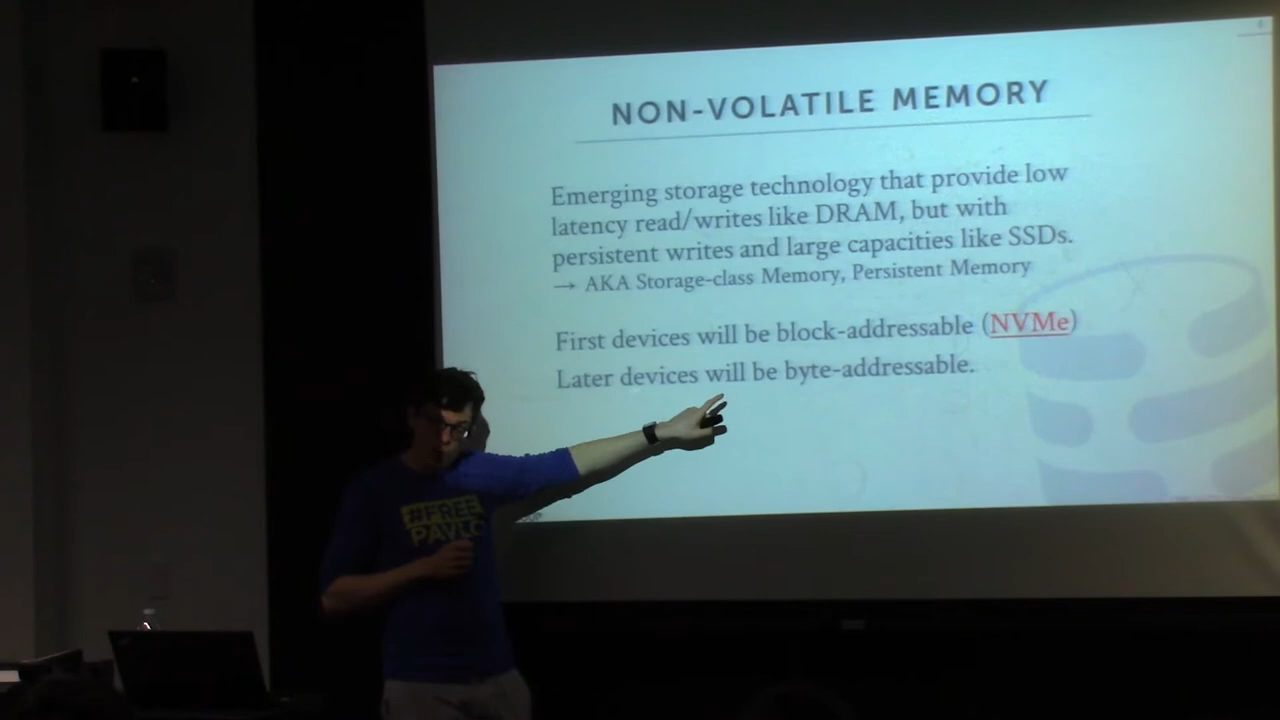 NON-VOLATILE MEMORY
Emerging storage technology that provide low
latency read/writes like DRAM, but with
persistent writes and large capacities like SSDs.
→ AKA Storage-class Memory, Persistent Memory
First devices will be block-addressable (NVMe)
Later devices will be byte-addressable.
#FREE
PAVLO